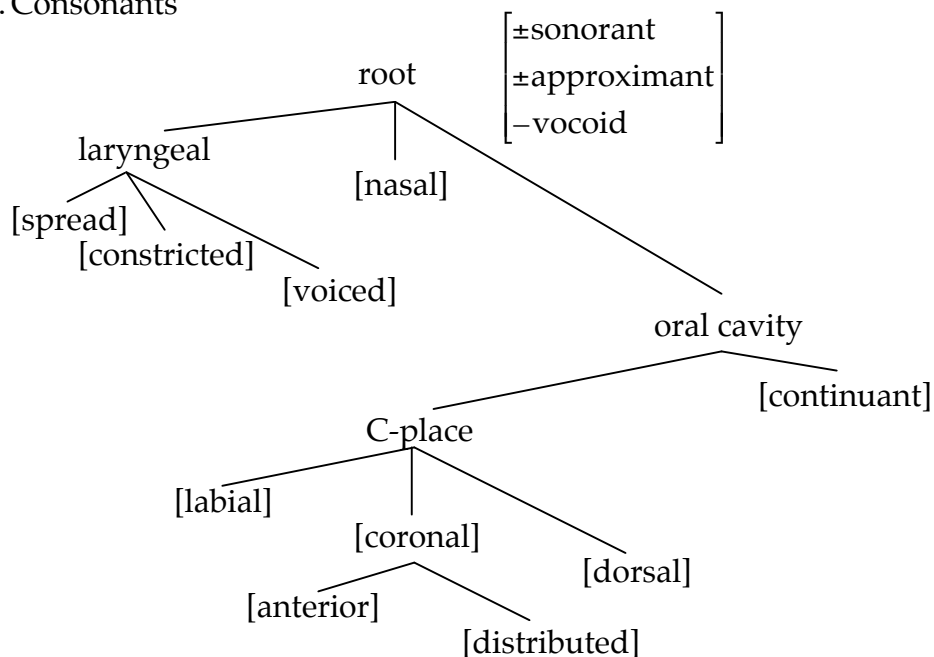 . Consonants
±sonorant
root
±approximant
−vocoid
laryngeal
[nasal]
[spread]
[constricted]
[voiced]
oral cavity
[continuant]
C-place
[labial]
[coronal]
[dorsal]
[anterior]
[distributed]